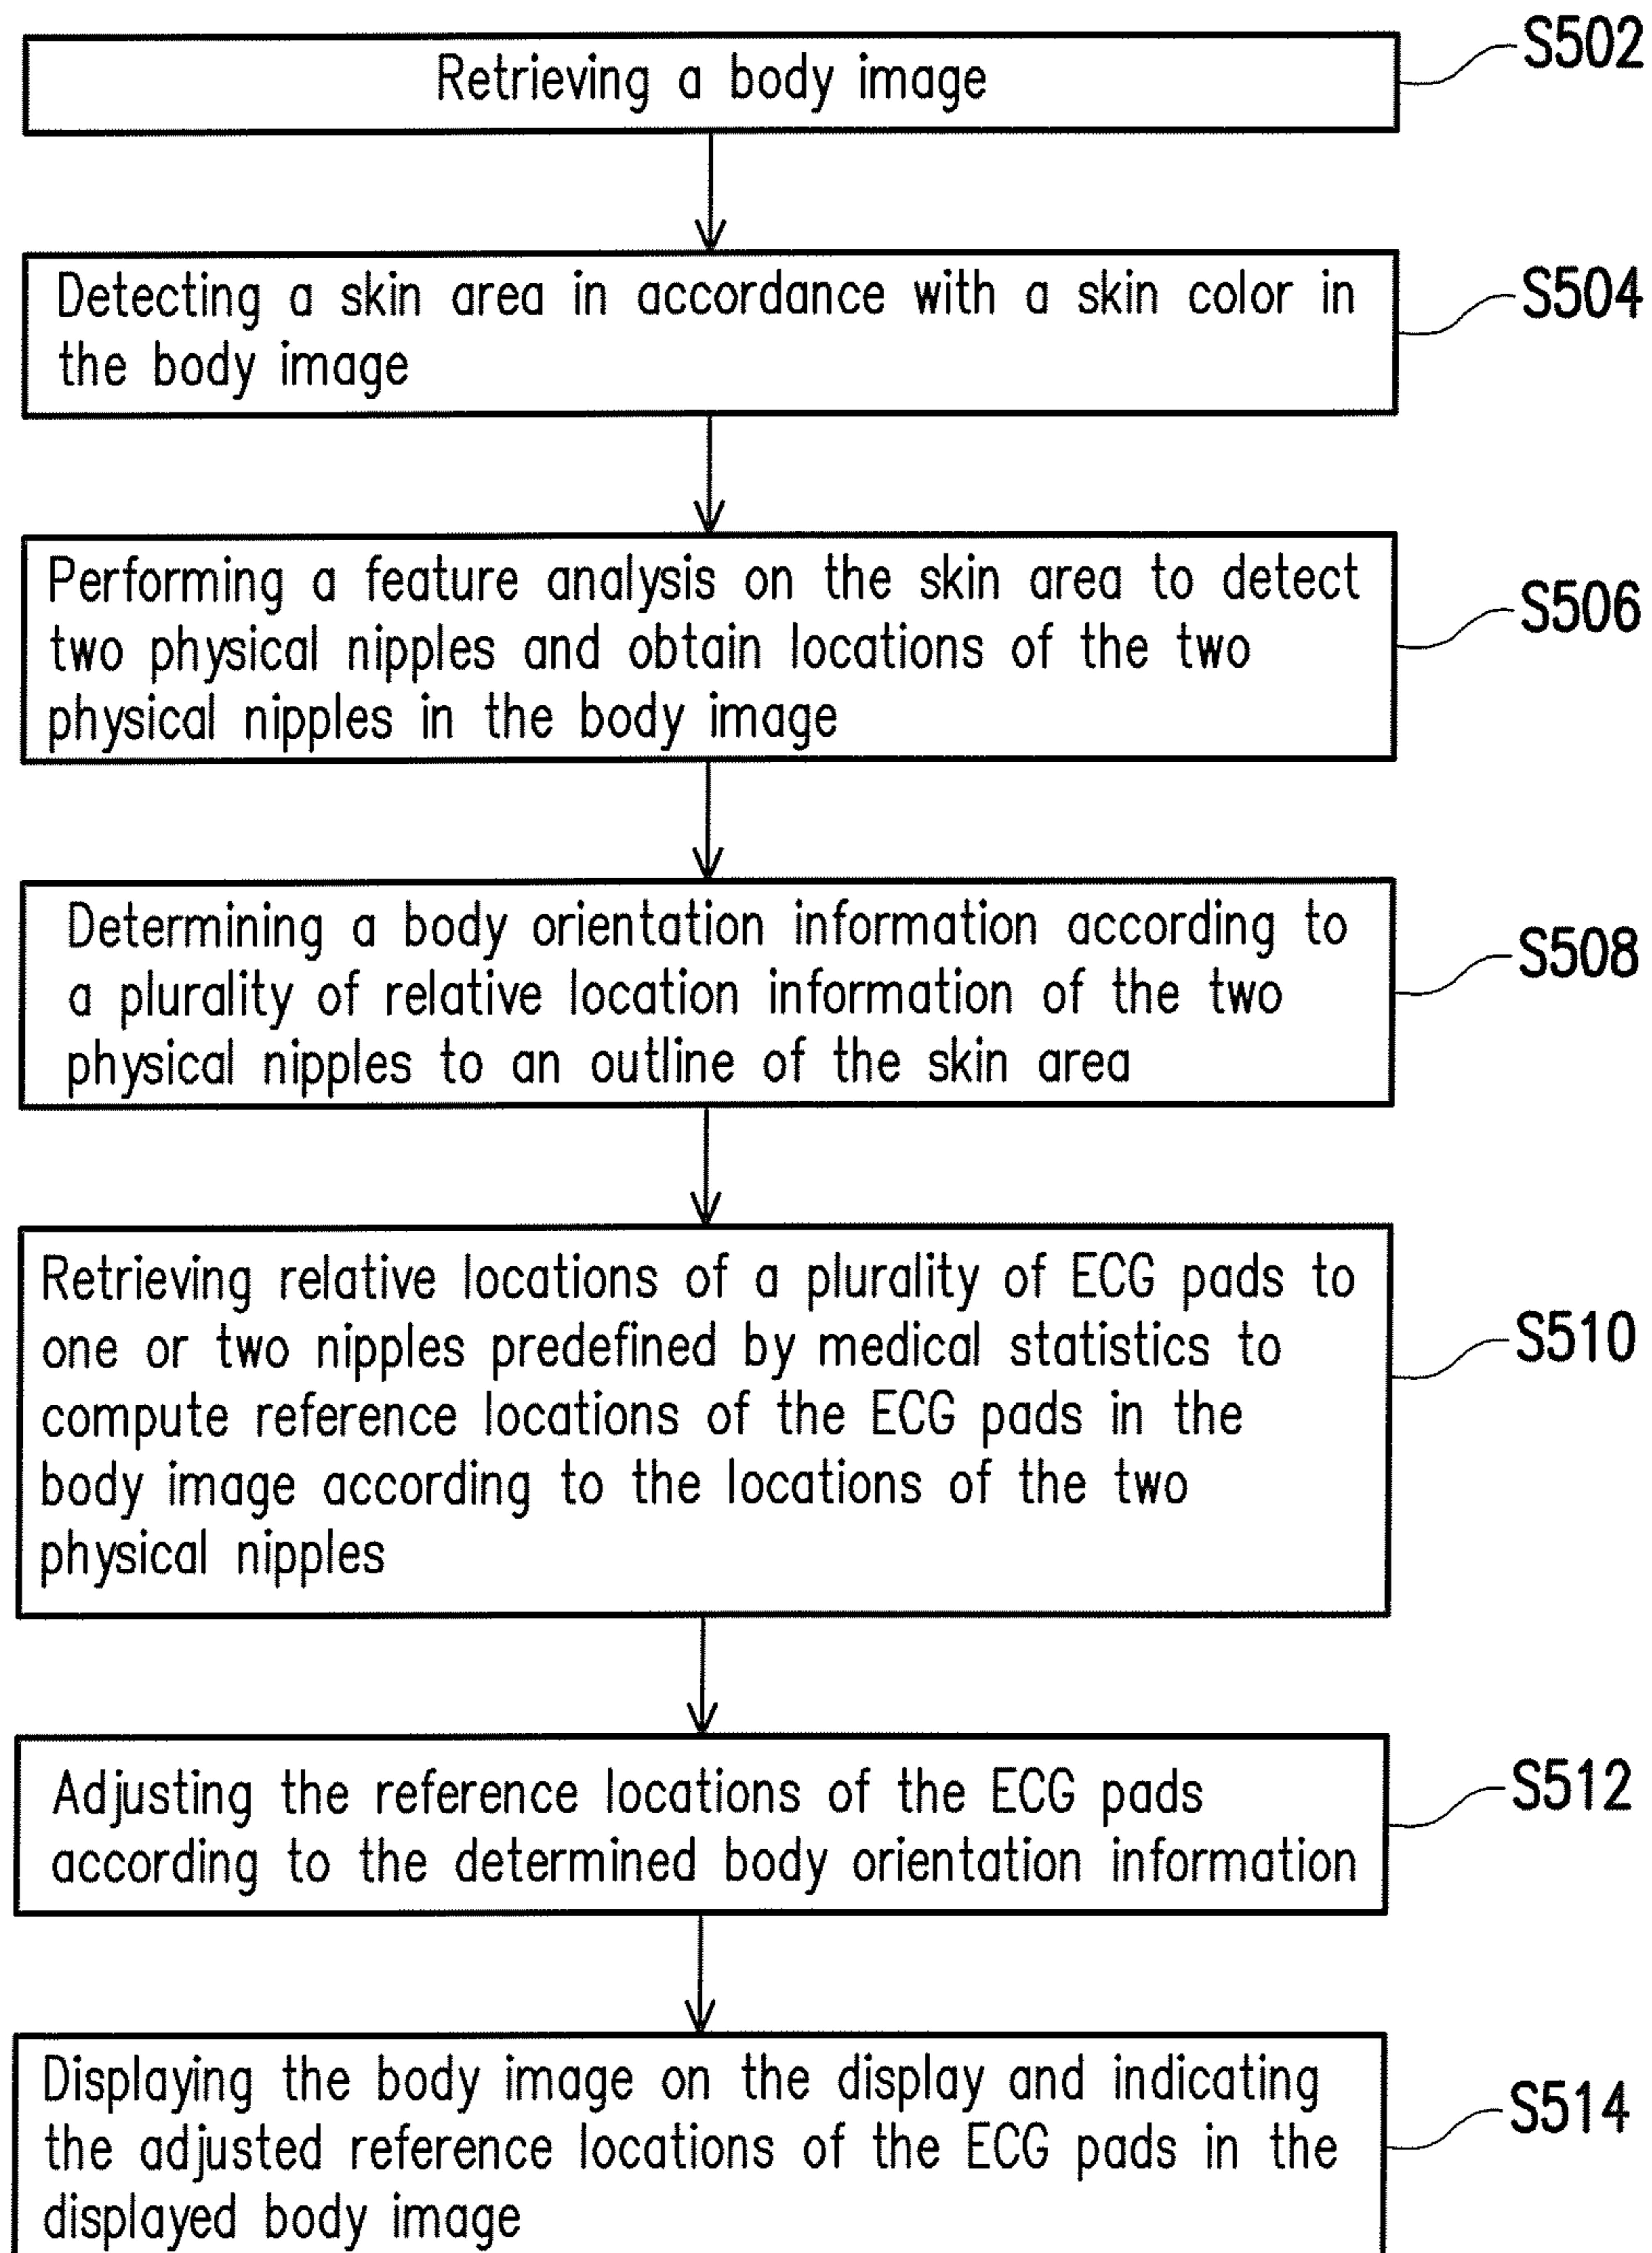 Retrieving a body image
S502
Detecting a skin area in accordance with a skin color in
the body image
S504
Performing a feature analysis on the skin area to detect
two physical nipples and obtain locations of the two
physical nipples in the body image
S506
Determining a body orientation information according to
a plurality of relative location information of the two
physical nipples to an outline of the skin area
S508
Retrieving relative locations of a plurality of ECG pads to
one or two nipples predefined by medical statistics to
compute reference locations of the ECG pads in the
body image according to the locations of the two
physical nipples
S510
Adjusting the reference locations of the ECG pads
according to the determined body orientation information
S512
Displaying the body image on the display and indicating
the adjusted reference locations of the ECG pads in the
displayed body image
S514